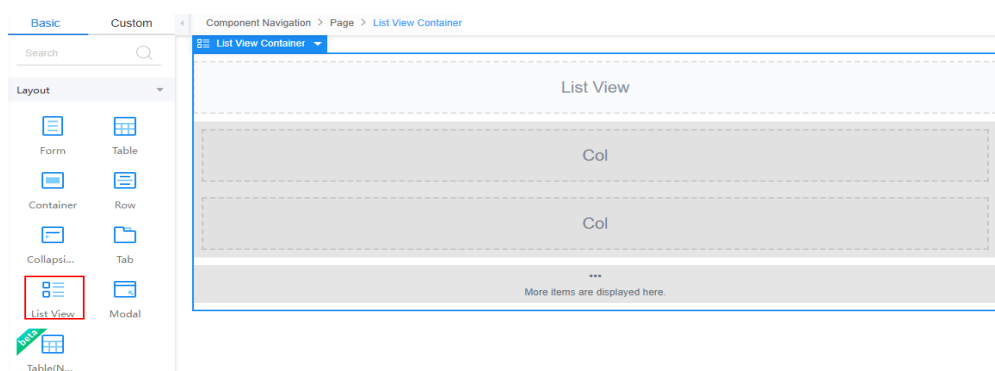 Basic Custom
Component Navigation > Page > List View Container
List View Container
Search
List View
Layout
Form Table
Col
Container Row
Col
Collapsi... Tab
...
More items are displayed here.
List View Modal
beta
Table(N...